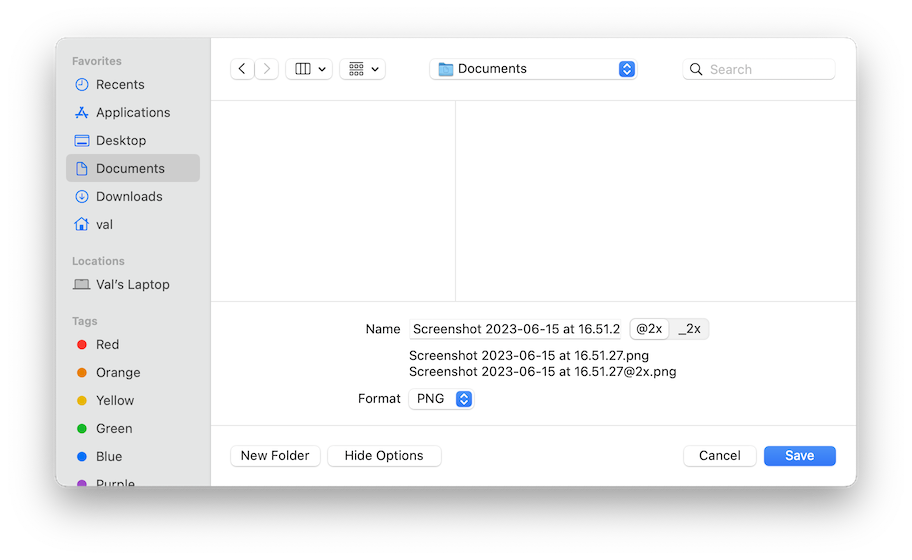 Favorites
Recents
Applications
Desktop
Documents
Downloads
val
Locations
Val's Laptop
Tags
Red
Orange
Yellow
Green
Blue
Purple
Documents
Search
Name
Screenshot 2023-06-15 at 16.51.2
@2x
_2x
Screenshot 2023-06-15 at 16.51.27.png
Screenshot 2023-06-15 at 16.51.27@2x.png
Format
PNG
New Folder
Hide Options
Cancel
Save